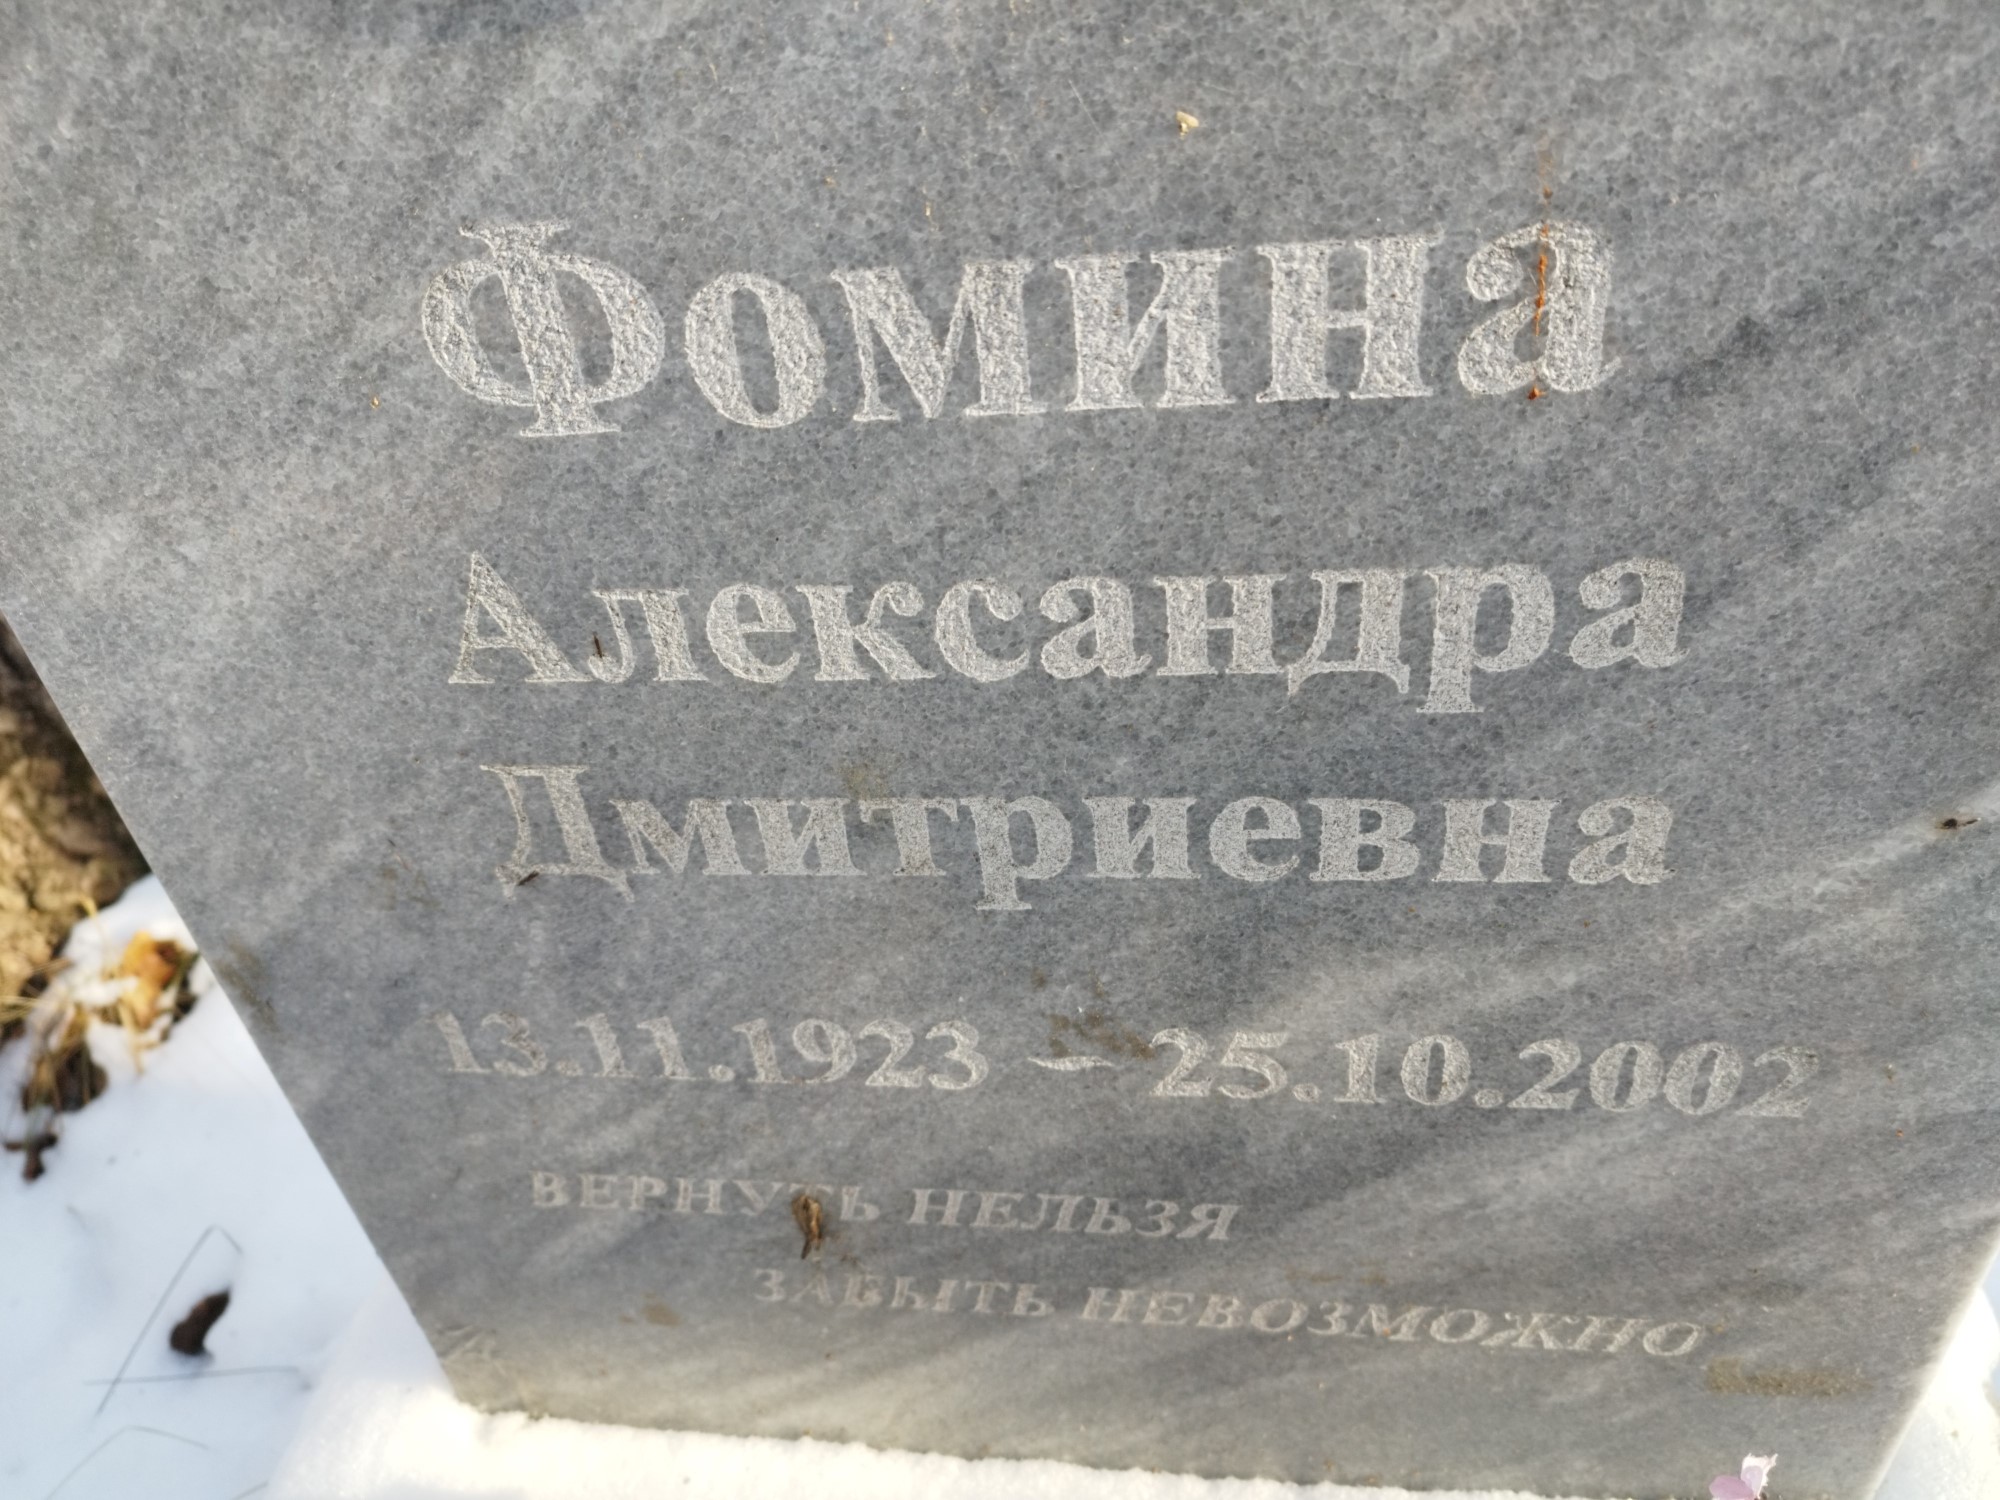 Фомина
Александра
Дмитриевна
13.11.1923 – 25.10.2002
ВЕРНУТЬ НЕЛЬЗЯ
ЗАБЫТЬ НЕВОЗМОЖНО